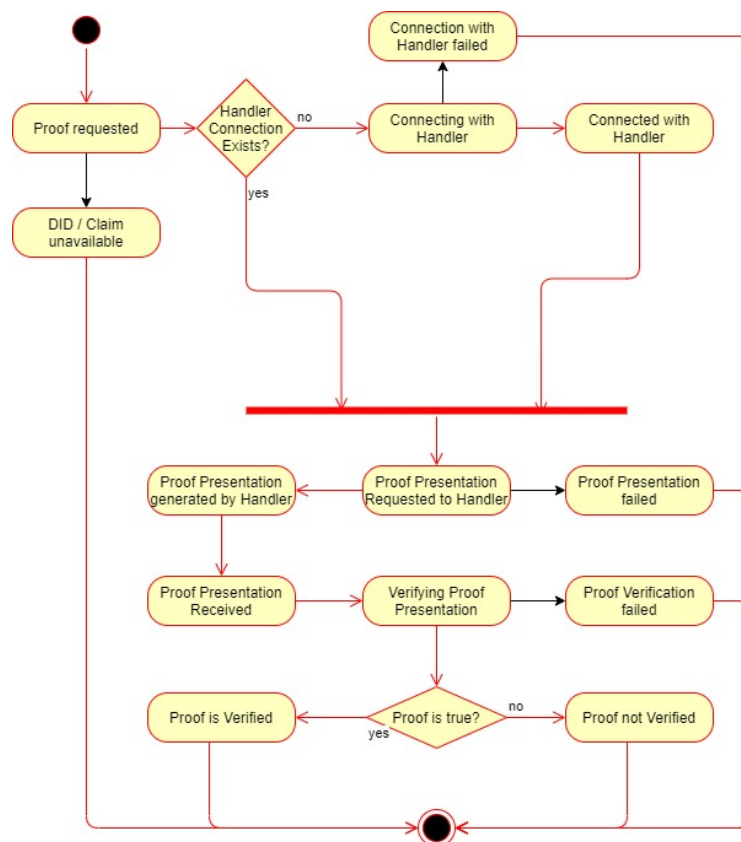 Connection with
Handler failed
Proof requested
Handler
Connection
Exists?
no
Connecting with
Handler
Connected with
Handler
yes
DID / Claim
unavailable
Proof Presentation
generated by Handler
Proof Presentation
Requested to Handler
Proof Presentation
failed
Proof Presentation
Received
Verifying Proof
Presentation
Proof Verification
failed
Proof is Verified
yes
Proof is true?
no
Proof not Verified